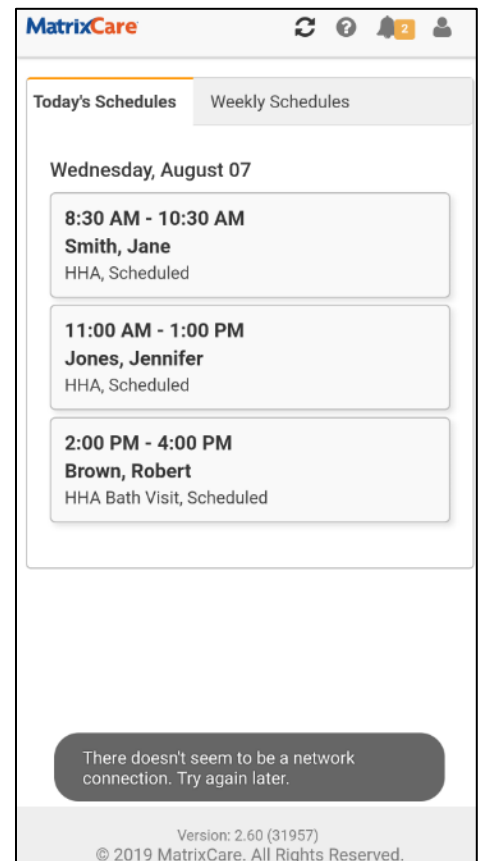 MatrixCare
2
Today's Schedules Weekly Schedules
Wednesday, August 07
8:30 AM - 10:30 AM
Smith, Jane
HHA, Scheduled
11:00 AM - 1:00 PM
Jones, Jennifer
HHA, Scheduled
2:00 PM - 4:00 PM
Brown, Robert
HHA Bath Visit, Scheduled
There doesn't seem to be a network
connection. Try again later.
Version: 2.60 (31957)
© 2019 MatrixCare. All Rights Reserved.